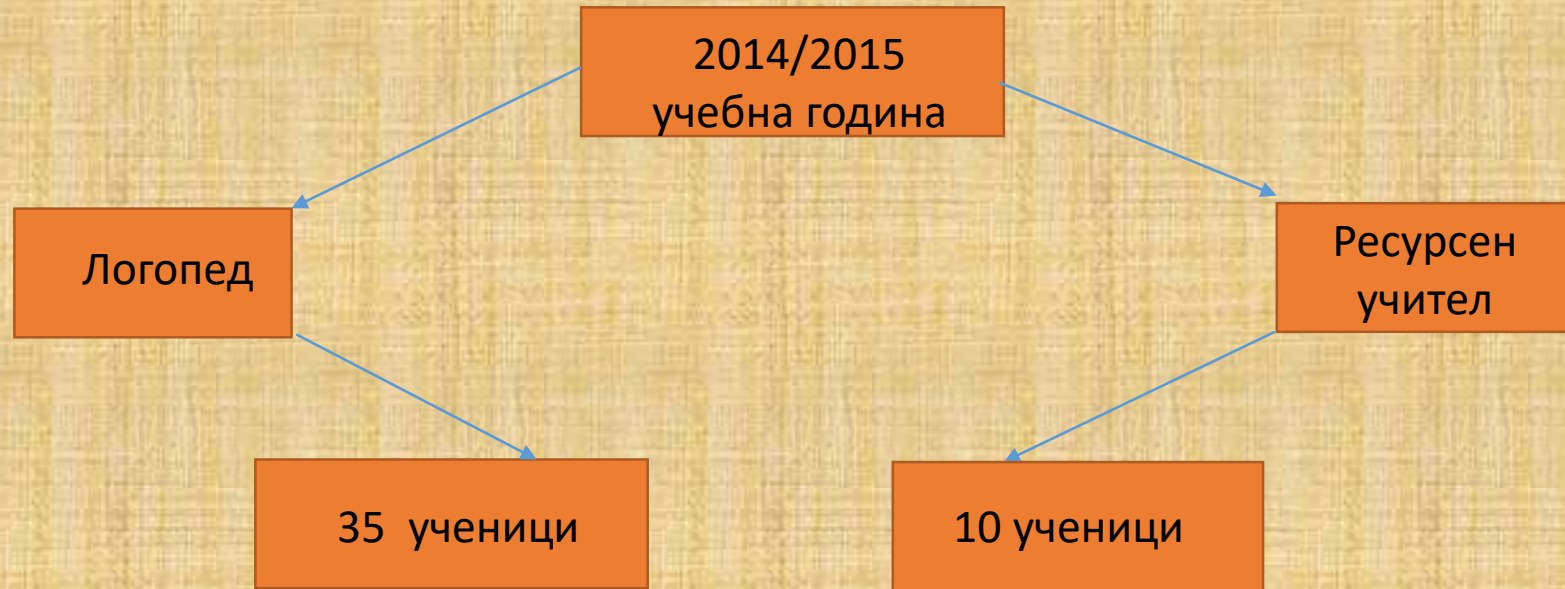 2014/2015
учебна година
Логопед
Ресурсен
учител
35 ученици
10 ученици